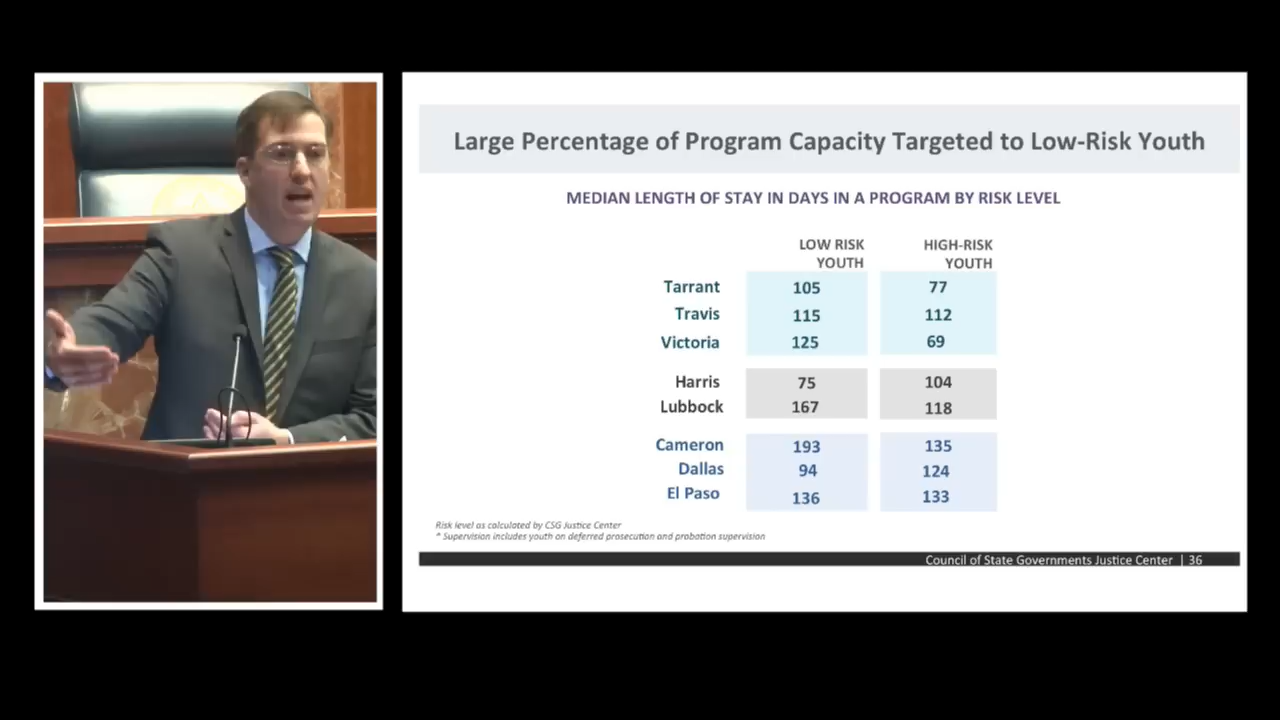 Large Percentage of Program Capacity Targeted to Low-Risk Youth
MEDIAN LENGTH OF STAY IN DAYS IN A PROGRAM BY RISK LEVEL
LOW RISK YOUTH HIGH-RISK YOUTH
Tarrant 105 77
Travis 115 112
Victoria 125 69
Harris 75 104
Lubbock 167 118
Cameron 193 135
Dallas 94 124
El Paso 136 133
Risk level as calculated by CSG Justice Center
* Supervision includes youth on deferred prosecution and probation supervision
Council of State Governments Justice Center | 36